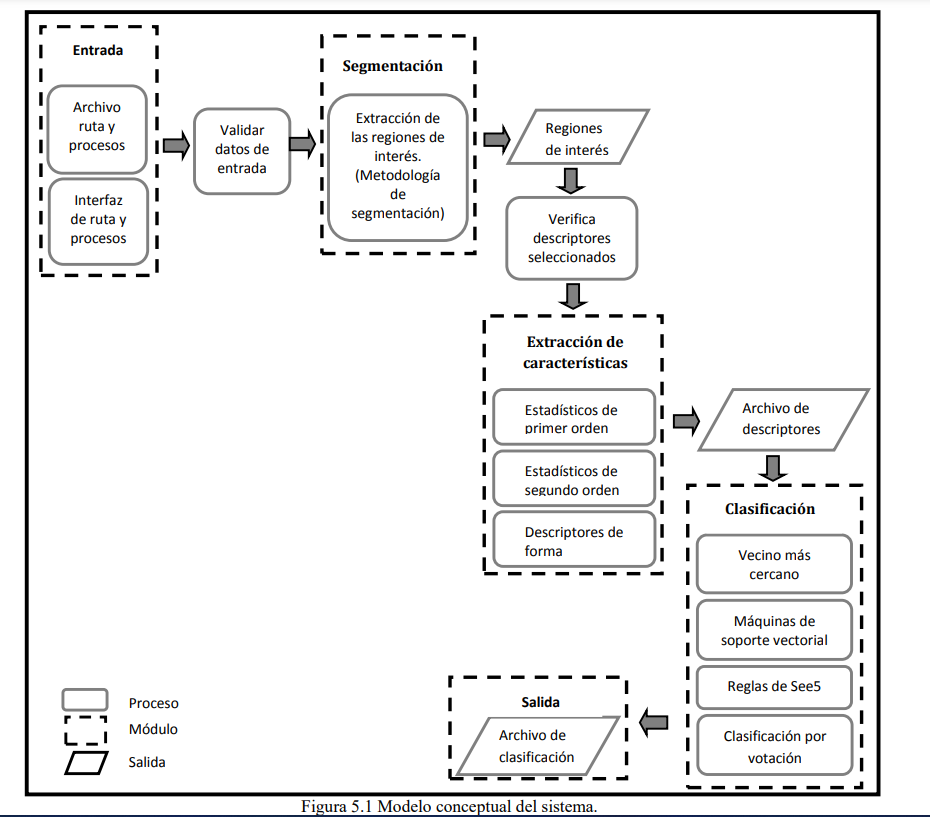 Entrada
Archivo
ruta y
procesos
Interfaz
de ruta y
procesos
Validar
datos de
entrada
Segmentación
Extracción de
las regiones de
interés.
(Metodología
de
segmentación)
Regiones
de interés
Verifica
descriptores
seleccionados
Extracción de
características
Estadísticos de
primer orden
Estadísticos de
segundo orden
Descriptores de
forma
Archivo de
descriptores
Clasificación
Vecino más
cercano
Máquinas de
soporte vectorial
Reglas de See5
Clasificación por
votación
Salida
Archivo de
clasificación
Proceso
Módulo
Salida
Figura 5.1 Modelo conceptual del sistema.